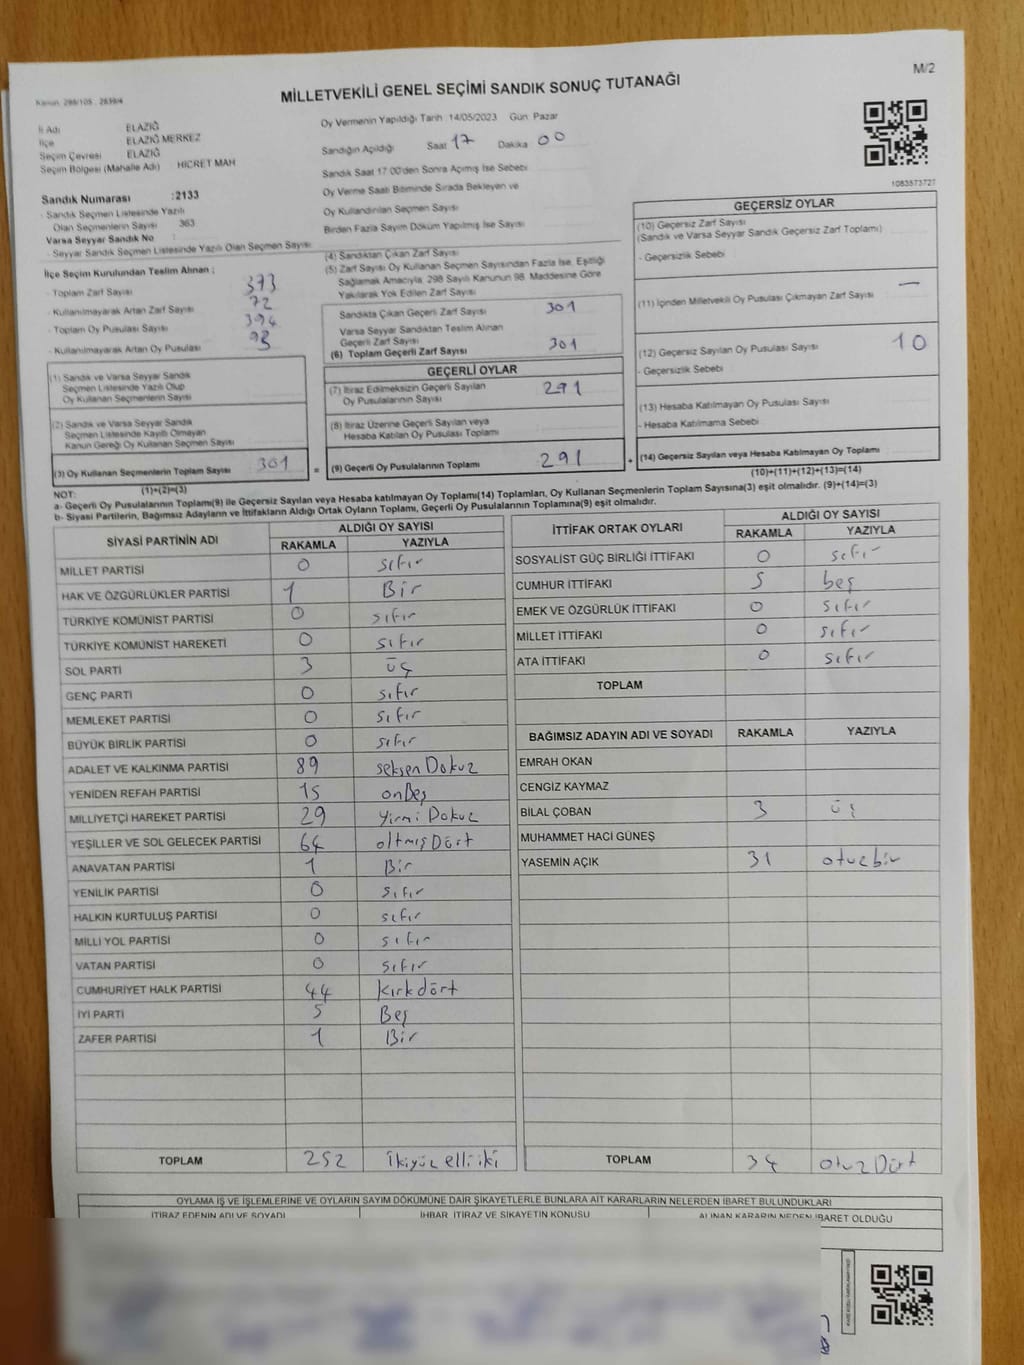 M/2
Kanun: 298/105 , 2839/4
MİLLETVEKİLİ GENEL SEÇİMİ SANDIK SONUÇ TUTANAĞI
İl Adı ELAZIĞ
İlçe ELAZIĞ MERKEZ
Seçim Çevresi ELAZIĞ
Seçim Bölgesi (Mahalle Adı) HİCRET MAH
Oy Vermenin Yapıldığı Tarih :14/05/2023 Gün: Pazar
Sandığın Açıldığı Saat 17 Dakika 00
Sandık Saat 17:00'den Sonra Açılmış İse Sebebi
Oy Verme Saati Bitiminde Sırada Bekleyen ve
Oy Kullandırılan Seçmen Sayısı
Birden Fazla Sayım Döküm Yapılmış İse Sayısı
1083573727
Sandık Numarası :2133
- Sandık Seçmen Listesinde Yazılı
Olan Seçmenlerin Sayısı 363
Varsa Seyyar Sandık No :
- Seyyar Sandık Seçmen Listesinde Yazılı Olan Seçmen Sayısı
İlçe Seçim Kurulundan Teslim Alınan ;
- Toplam Zarf Sayısı 373
- Kullanılmayarak Artan Zarf Sayısı 72
- Toplam Oy Pusulası Sayısı 394
- Kullanılmayarak Artan Oy Pusulası 93
(4) Sandıktan Çıkan Zarf Sayısı
(5) Zarf Sayısı Oy Kullanan Seçmen Sayısından Fazla İse, Eşitliği
Sağlamak Amacıyla, 298 Sayılı Kanunun 98. Maddesine Göre
Yakılarak Yok Edilen Zarf Sayısı
Sandıkta Çıkan Geçerli Zarf Sayısı 301
Varsa Seyyar Sandıktan Teslim Alınan
Geçerli Zarf Sayısı
(6) Toplam Geçerli Zarf Sayısı 301
GEÇERSİZ OYLAR
(10) Geçersiz Zarf Sayısı
(Sandık ve Varsa Seyyar Sandık Geçersiz Zarf Toplamı)
- Geçersizlik Sebebi
(11) İçinden Milletvekili Oy Pusulası Çıkmayan Zarf Sayısı —
(12) Geçersiz Sayılan Oy Pusulası Sayısı 10
- Geçersizlik Sebebi
(13) Hesaba Katılmayan Oy Pusulası Sayısı
- Hesaba Katılmama Sebebi
(14) Geçersiz Sayılan veya Hesaba Katılmayan Oy Toplamı
(10)+(11)+(12)+(13)=(14)
(1) Sandık ve Varsa Seyyar Sandık
Seçmen Listesinde Yazılı Olup
Oy Kullanan Seçmenlerin Sayısı
(2) Sandık ve Varsa Seyyar Sandık
Seçmen Listesinde Kayıtlı Olmayan
Kanun Gereği Oy Kullanan Seçmen Sayısı
(3) Oy Kullanan Seçmenlerin Toplam Sayısı 301 =
(1)+(2)=(3)
GEÇERLİ OYLAR
(7) İtiraz Edilmeksizin Geçerli Sayılan
Oy Pusulalarının Sayısı 291
(8) İtiraz Üzerine Geçerli Sayılan veya
Hesaba Katılan Oy Pusulası Toplamı
(9) Geçerli Oy Pusulalarının Toplamı 291 +
NOT:
a- Geçerli Oy Pusulalarının Toplamı(9) ile Geçersiz Sayılan veya Hesaba katılmayan Oy Toplamı(14) Toplamları, Oy Kullanan Seçmenlerin Toplam Sayısına(3) eşit olmalıdır. (9)+(14)=(3)
b- Siyasi Partilerin, Bağımsız Adayların ve İttifakların Aldığı Ortak Oyların Toplamı, Geçerli Oy Pusulalarının Toplamına(9) eşit olmalıdır.
SİYASİ PARTİNİN ADI ALDIĞI OY SAYISI
RAKAMLA YAZIYLA
MİLLET PARTİSİ 0 sıfır
HAK VE ÖZGÜRLÜKLER PARTİSİ 1 Bir
TÜRKİYE KOMÜNİST PARTİSİ 0 sıfır
TÜRKİYE KOMÜNİST HAREKETİ 0 sıfır
SOL PARTİ 3 üç
GENÇ PARTİ 0 sıfır
MEMLEKET PARTİSİ 0 sıfır
BÜYÜK BİRLİK PARTİSİ 0 sıfır
ADALET VE KALKINMA PARTİSİ 89 seksen Dokuz
YENİDEN REFAH PARTİSİ 15 onBeş
MİLLİYETÇİ HAREKET PARTİSİ 29 yirmi Dokuz
YEŞİLLER VE SOL GELECEK PARTİSİ 64 altmışDört
ANAVATAN PARTİSİ 1 Bir
YENİLİK PARTİSİ 0 sıfır
HALKIN KURTULUŞ PARTİSİ 0 sıfır
MİLLİ YOL PARTİSİ 0 sıfır
VATAN PARTİSİ 0 sıfır
CUMHURİYET HALK PARTİSİ 44 kırkdört
İYİ PARTİ 5 Beş
ZAFER PARTİSİ 1 Bir
TOPLAM 252 ikiyüz elli iki
İTTİFAK ORTAK OYLARI ALDIĞI OY SAYISI
RAKAMLA YAZIYLA
SOSYALİST GÜÇ BİRLİĞİ İTTİFAKI 0 sıfır
CUMHUR İTTİFAKI 5 beş
EMEK VE ÖZGÜRLÜK İTTİFAKI 0 sıfır
MİLLET İTTİFAKI 0 sıfır
ATA İTTİFAKI 0 sıfır
TOPLAM
BAĞIMSIZ ADAYIN ADI VE SOYADI RAKAMLA YAZIYLA
EMRAH OKAN
CENGİZ KAYMAZ
BİLAL ÇOBAN 3 üç
MUHAMMET HACİ GÜNEŞ
YASEMİN AÇIK 31 otuzbir
TOPLAM 34 otuzDört
OYLAMA İŞ VE İŞLEMLERİNE VE OYLARIN SAYIM DÖKÜMÜNE DAİR ŞİKAYETLERLE BUNLARA AİT KARARLARIN NELERDEN İBARET BULUNDUKLARI
İTİRAZ EDENİN ADI VE SOYADI İHBAR, İTİRAZ VE ŞİKAYETİN KONUSU ALINAN KARARIN NEDEN İBARET OLDUĞU